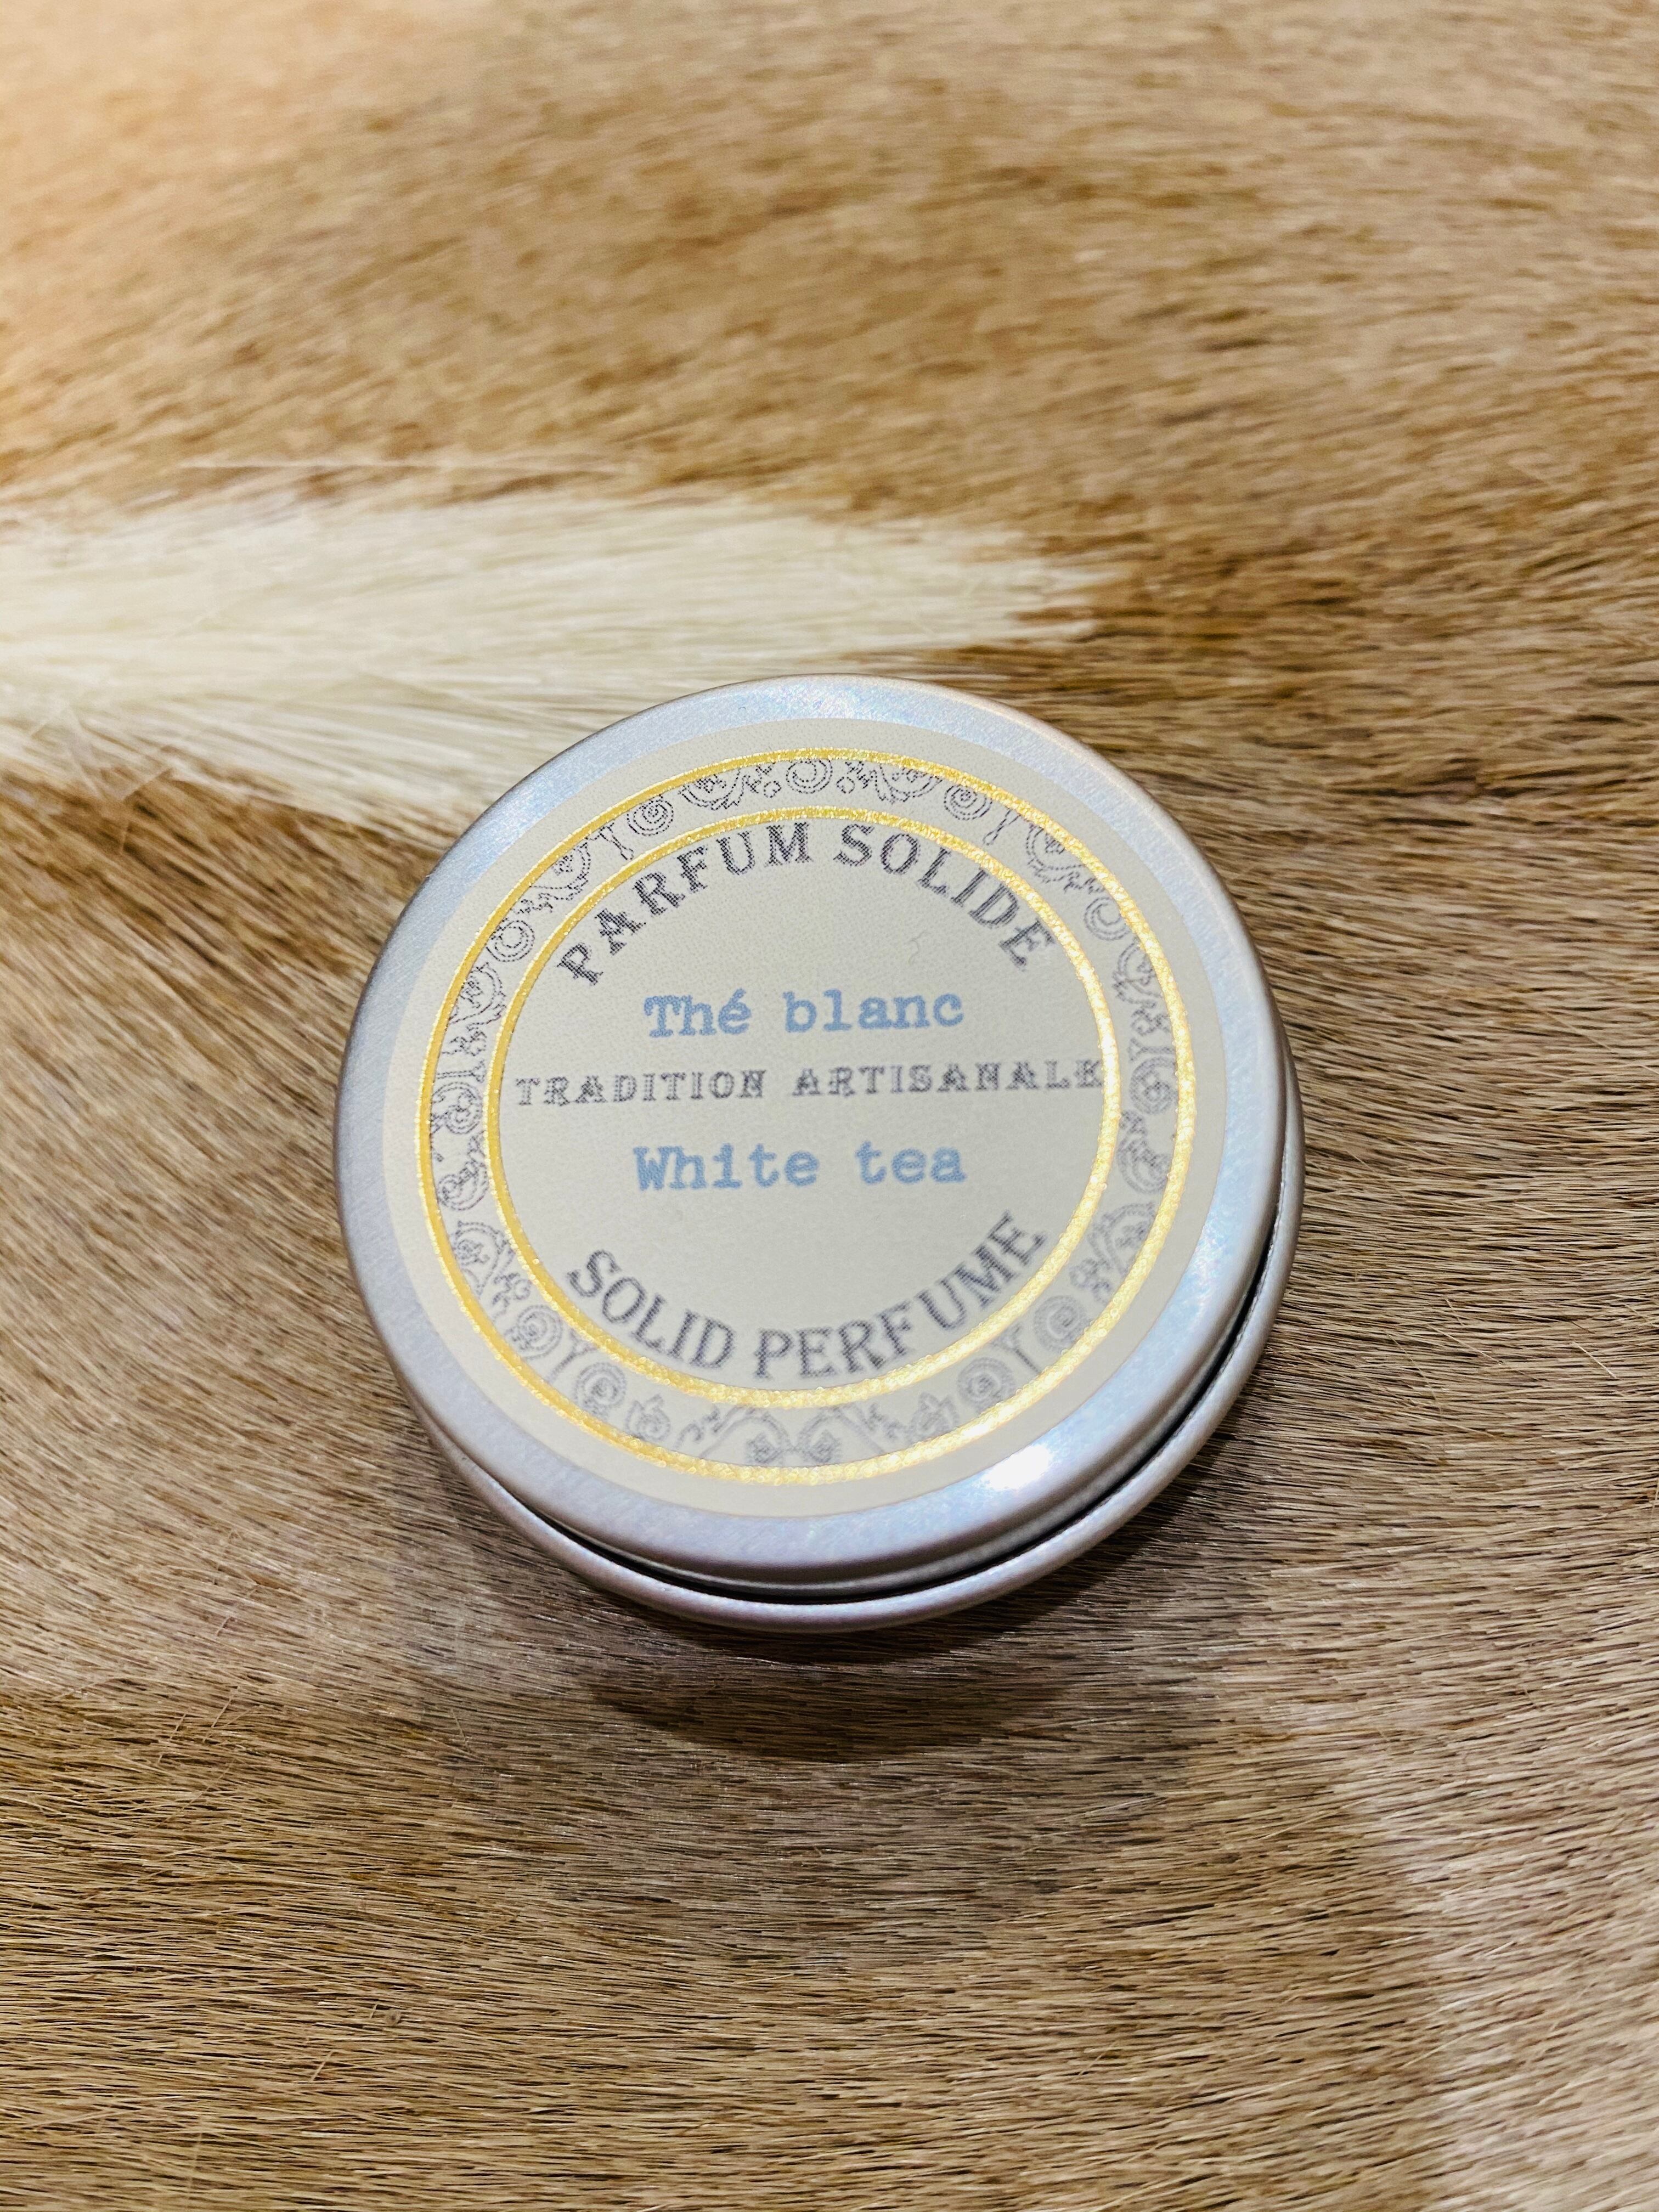 PARFUM SOLIDE
Thé blanc
TRADITION ARTISANALE
White tea
SOLID PERFUME